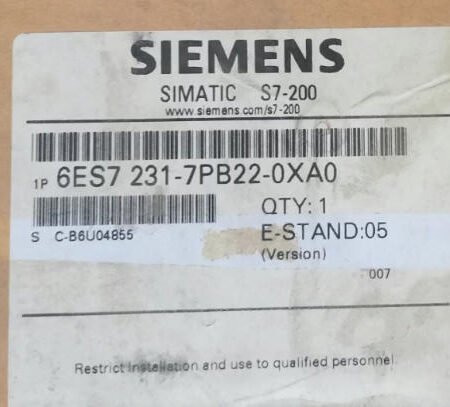 SIEMENS
SIMATIC S7-200
www.siemens.com/s7-200
1P 6ES7 231-7PB22-0XA0
QTY: 1
S C-B6U04855
E-STAND:05
(Version)
007
Restrict Installation and use to qualified personnel